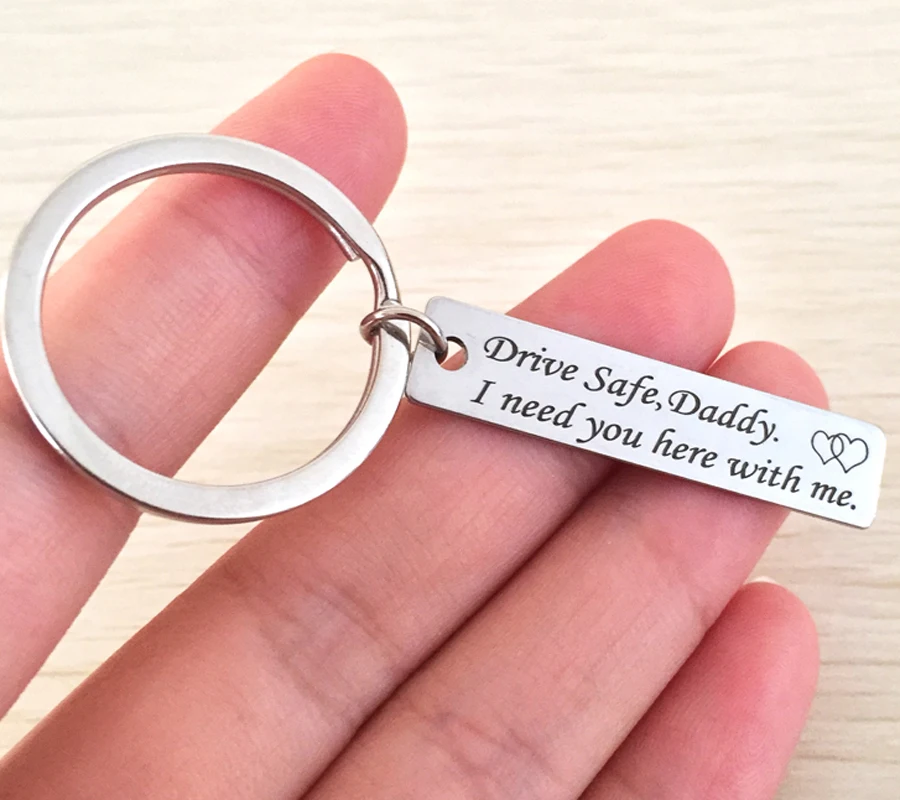 Drive Safe,Daddy.
I need you here with me.